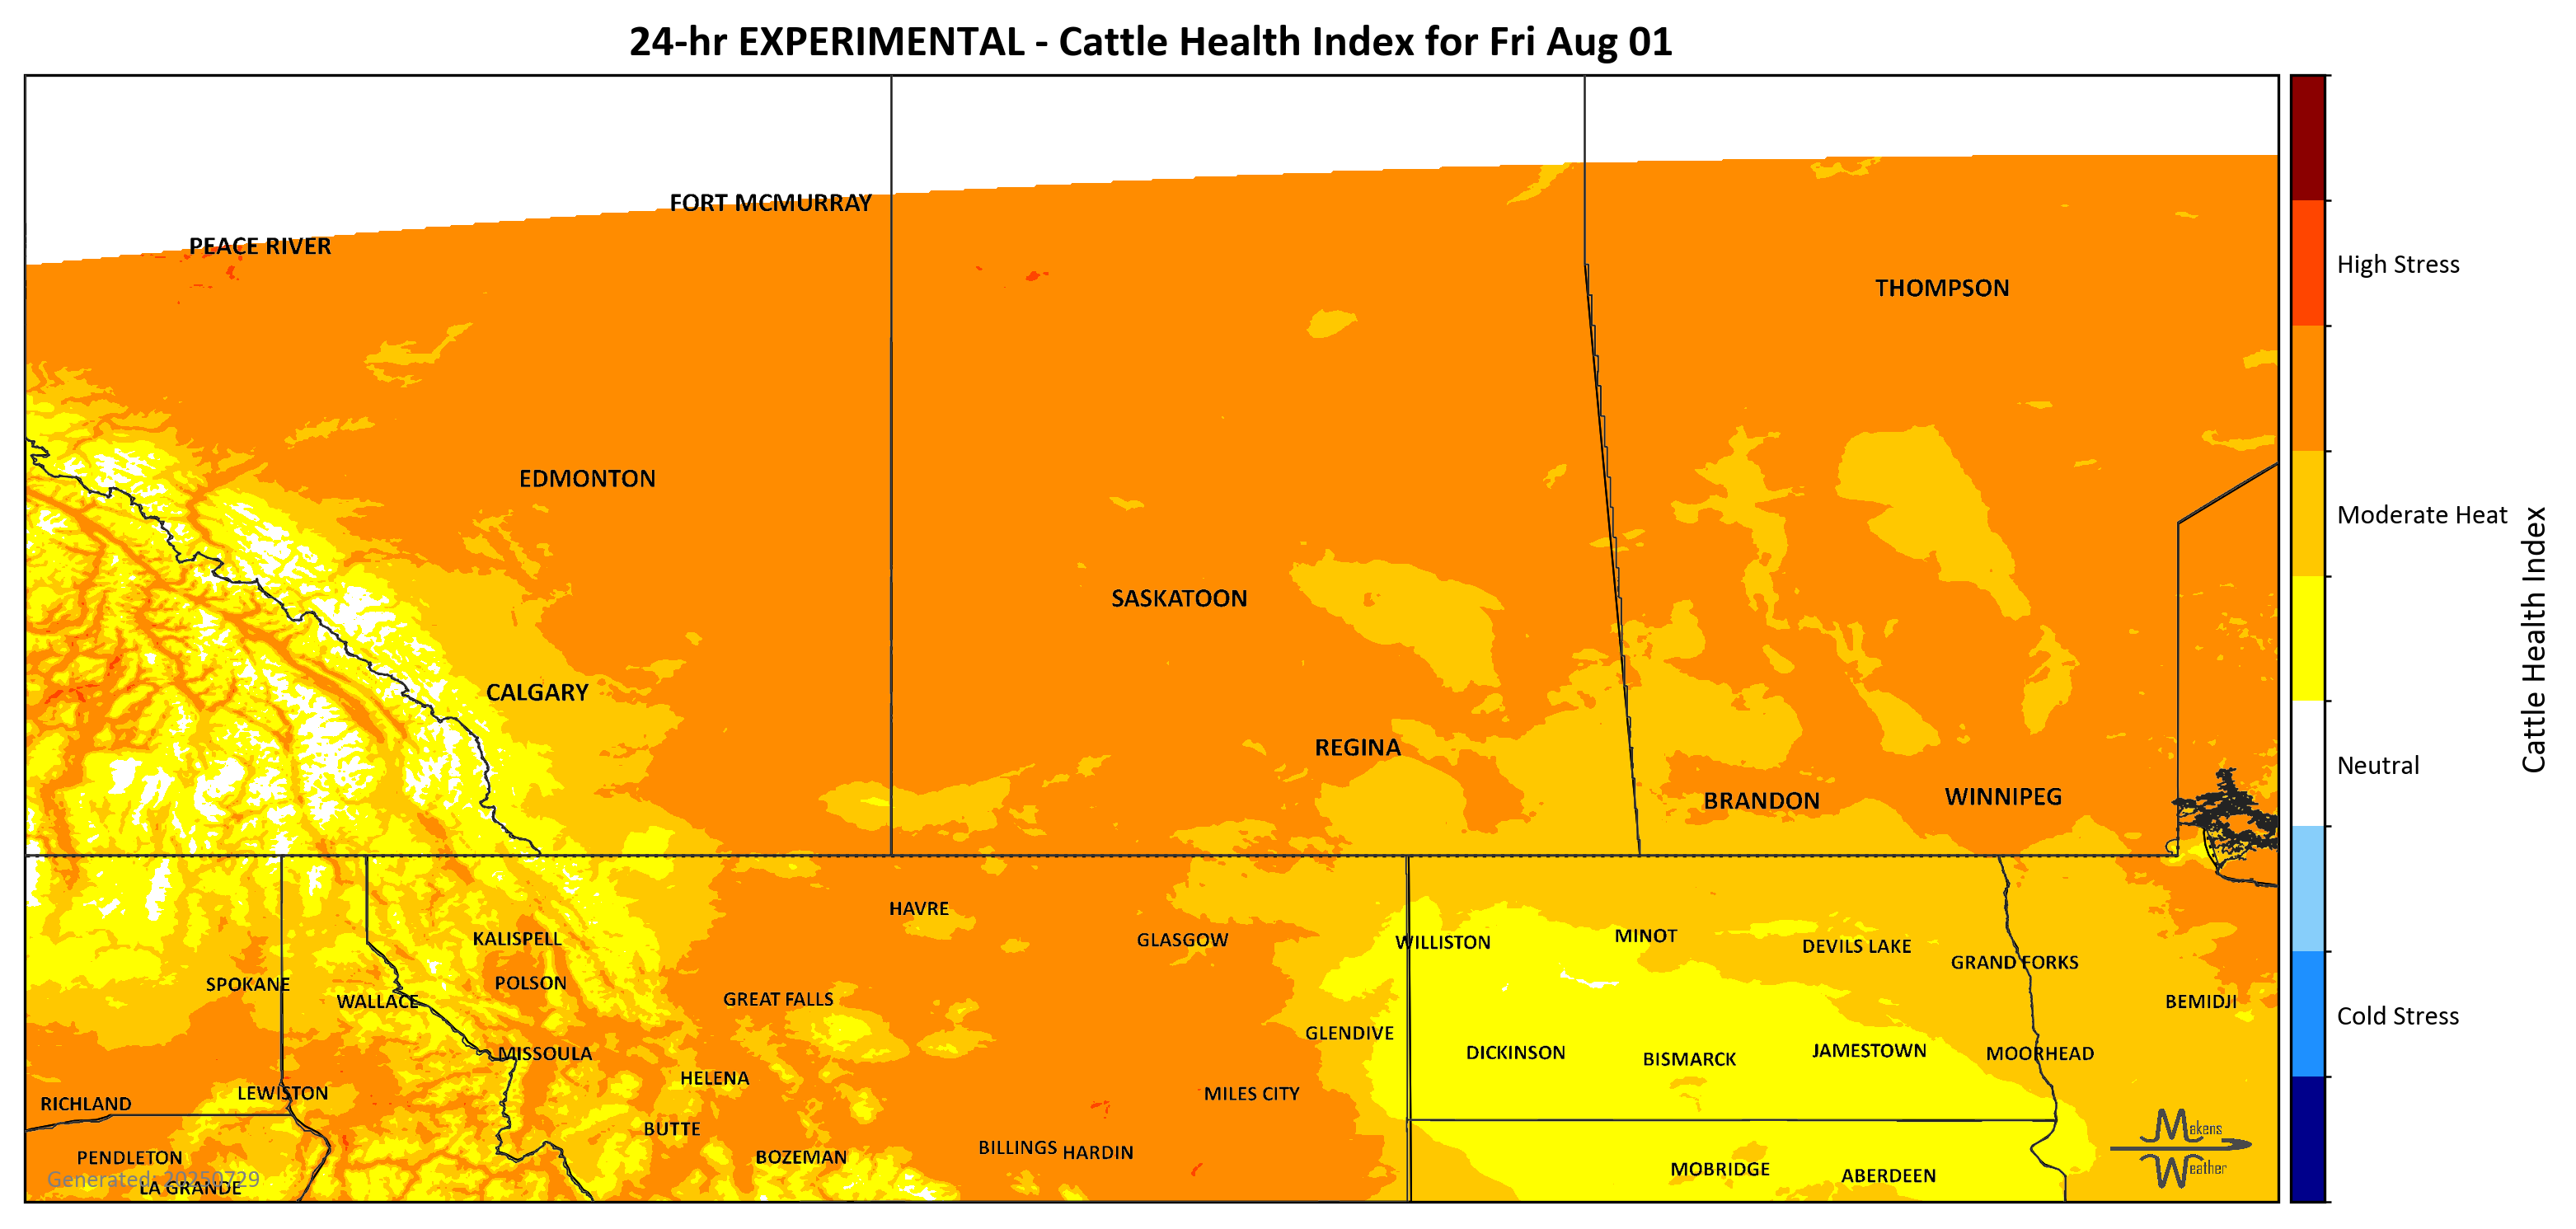 24-hr EXPERIMENTAL - Cattle Health Index for Fri Aug 01
FORT MCMURRAY
PEACE RIVER
High Stress
THOMPSON
EDMONTON
Moderate Heat
SASKATOON
Cattle Health Index
CALGARY
REGINA
Neutral
BRANDON
WINNIPEG
HAVRE
KALISPELL
GLASGOW
WILLISTON
MINOT
DEVILS LAKE
GRAND FORKS
SPOKANE
POLSON
WALLACE
GREAT FALLS
BEMIDJI
Cold Stress
GLENDIVE
MISSOULA
DICKINSON
BISMARCK
JAMESTOWN
MOORHEAD
HELENA
LEWISTON
MILES CITY
RICHLAND
BUTTE
Makens
Weather
PENDLETON
BOZEMAN
BILLINGS
HARDIN
MOBRIDGE
ABERDEEN
Generated: 20250729
LA GRANDE